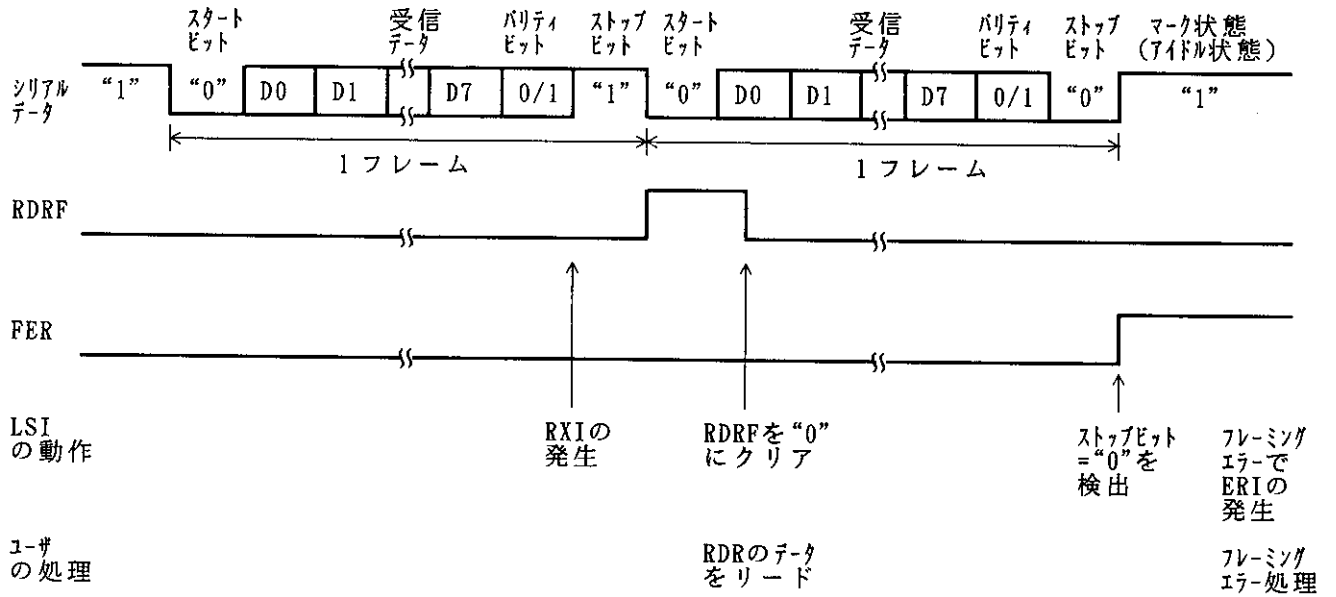 スタート
ビット
受信
データ
パリティ
ビット
ストップ
ビット
スタート
ビット
受信
データ
パリティ
ビット
ストップ
ビット
マーク状態
(アイドル状態)
シリアル
データ
“1” “0” D0 D1 D7 0/1 “1” “0” D0 D1 D7 0/1 “0” “1”
1フレーム 1フレーム
RDRF
FER
LSI
の動作
RXIの
発生
RDRFを“0”
にクリア
ストップビット
=“0”を
検出
フレーミング
エラーで
ERIの
発生
ユーザ
の処理
RDRのデータ
をリード
フレーミング
エラー処理